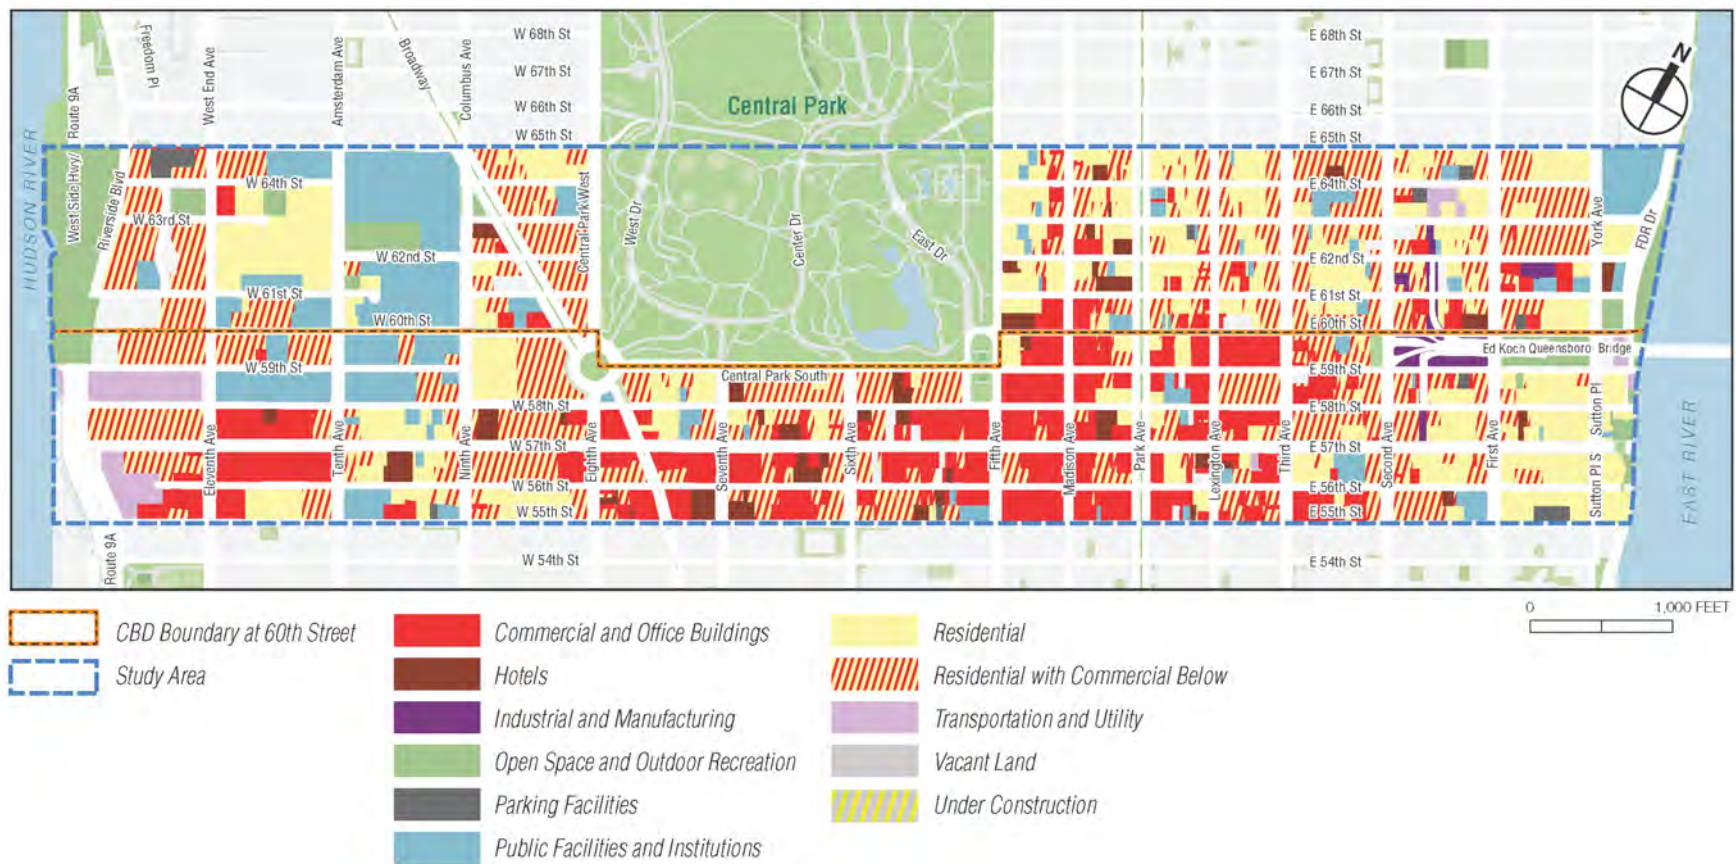 Freedom Pl
West End Ave
Amsterdam Ave
Broadway
Columbus Ave
W 68th St
W 67th St
W 66th St
W 65th St
Central Park
E 68th St
E 67th St
E 66th St
E 65th St
N
HUDSON RIVER
West Side Hwy/ Route 9A
Riverside Blvd
W 64th St
W 63rd St
W 62nd St
W 61st St
W 60th St
W 59th St
Central Park West
West Dr
Center Dr
East Dr
E 64th St
E 62nd St
E 61st St
E 60th St
York Ave
FDR Dr
Ed Koch Queensboro Bridge
Central Park South
E 59th St
W 58th St
E 58th St
W 57th St
E 57th St
W 56th St
E 56th St
W 55th St
E 55th St
Eleventh Ave
Tenth Ave
Ninth Ave
Eighth Ave
Seventh Ave
Sixth Ave
Fifth Ave
Madison Ave
Park Ave
Lexington Ave
Third Ave
Second Ave
First Ave
Sutton Pl
Sutton Pl S
EAST RIVER
Route 9A
W 54th St
E 54th St
0 1,000 FEET
CBD Boundary at 60th Street
Study Area
Commercial and Office Buildings
Hotels
Industrial and Manufacturing
Open Space and Outdoor Recreation
Parking Facilities
Public Facilities and Institutions
Residential
Residential with Commercial Below
Transportation and Utility
Vacant Land
Under Construction